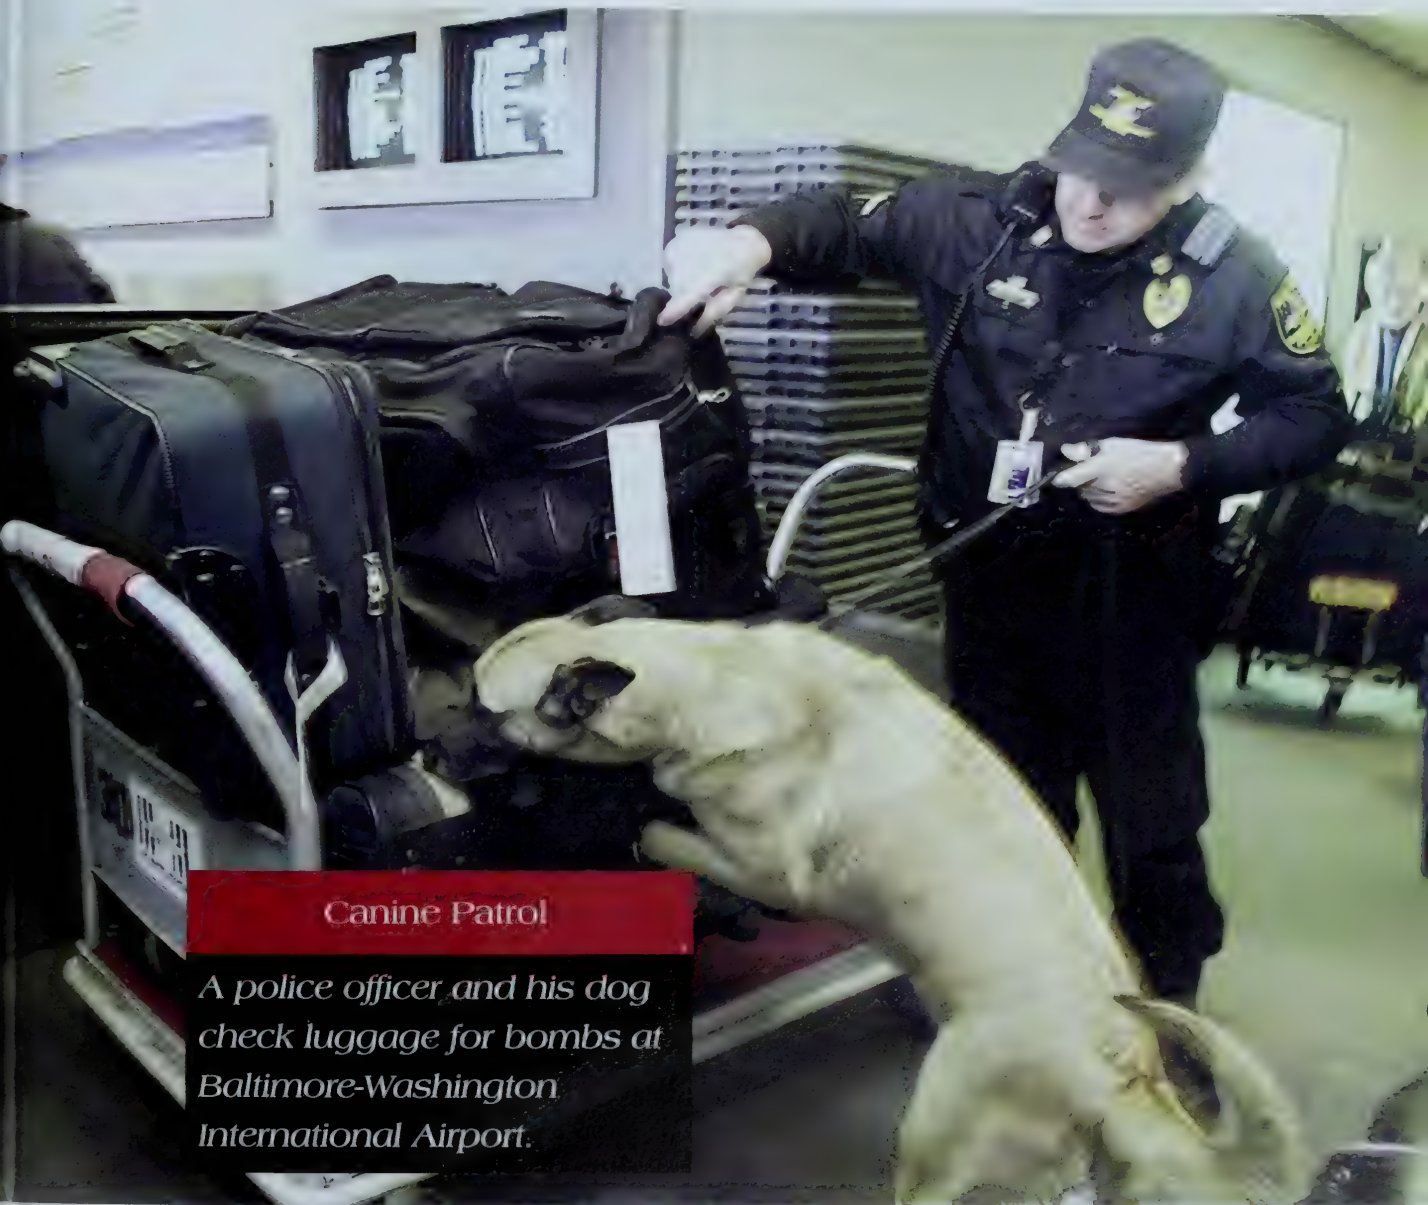 Canine Patrol
A police officer and his dog
check luggage for bombs at
Baltimore-Washington
International Airport.